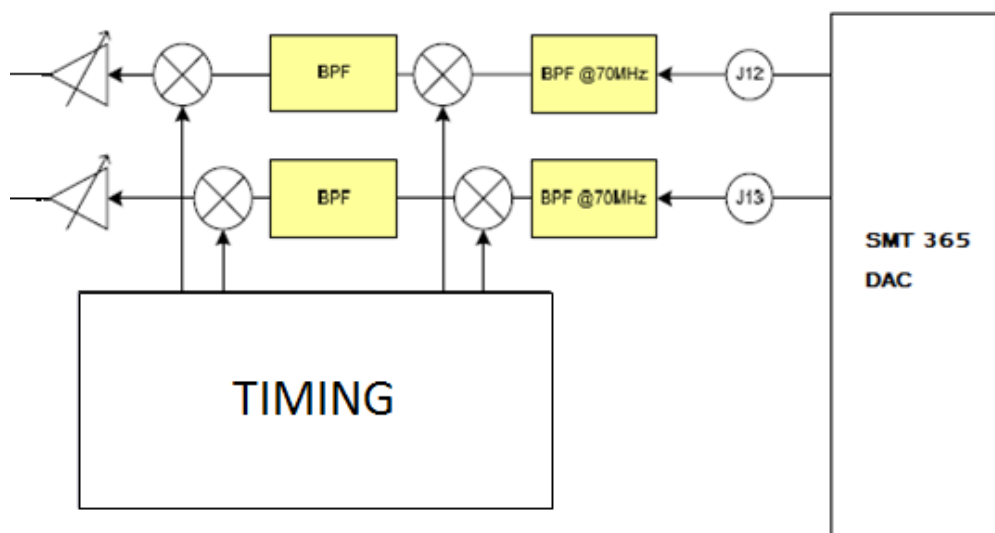 BPF
BPF @70MHz
J12
BPF
BPF @70MHz
J13
SMT 365
DAC
TIMING